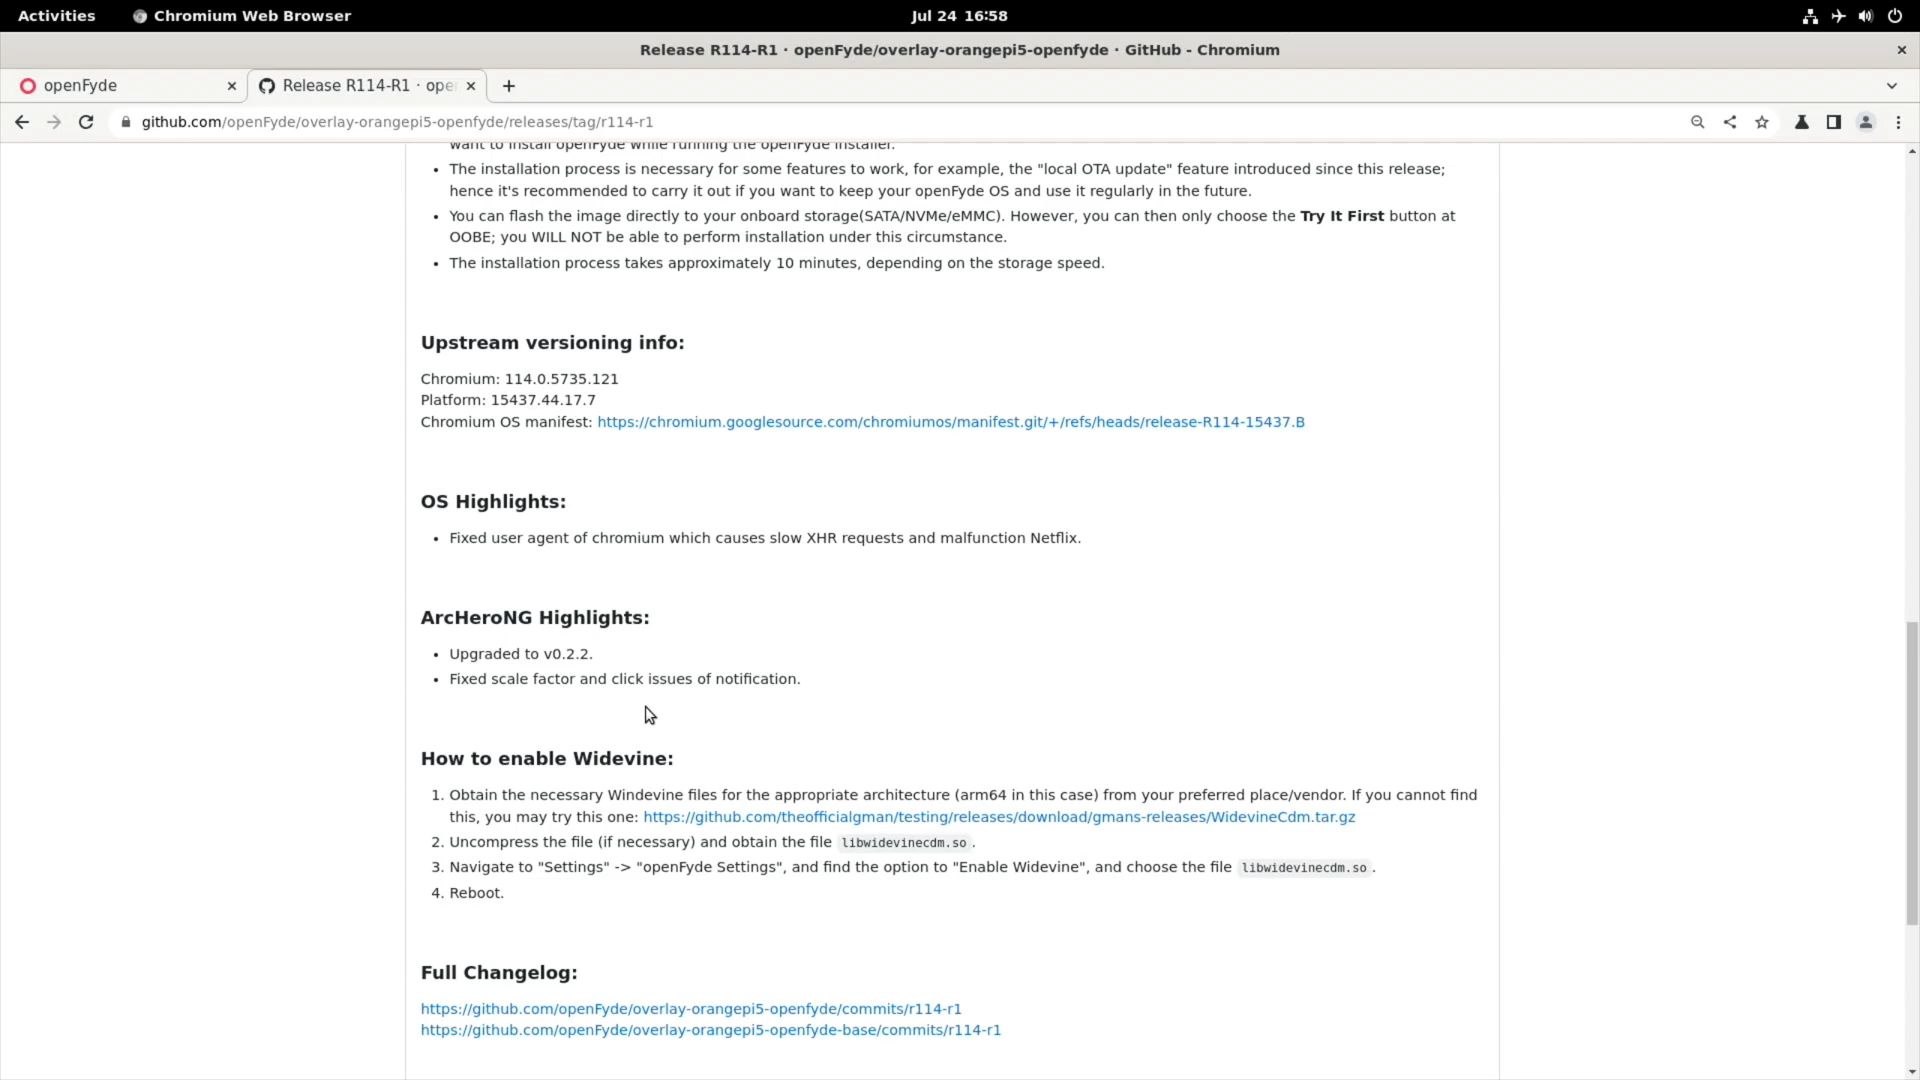 Activities
Chromium Web Browser
Jul 24 16:58
Release R114-R1 · openFyde/overlay-orangepi5-openfyde · GitHub - Chromium
openFyde
Release R114-R1 · ope
github.com/openFyde/overlay-orangepi5-openfyde/releases/tag/r114-r1
want to install openFyde while running the openFyde installer.
• The installation process is necessary for some features to work, for example, the "local OTA update" feature introduced since this release;
hence it's recommended to carry it out if you want to keep your openFyde OS and use it regularly in the future.
• You can flash the image directly to your onboard storage(SATA/NVMe/eMMC). However, you can then only choose the Try It First button at
OOBE; you WILL NOT be able to perform installation under this circumstance.
• The installation process takes approximately 10 minutes, depending on the storage speed.
Upstream versioning info:
Chromium: 114.0.5735.121
Platform: 15437.44.17.7
Chromium OS manifest: https://chromium.googlesource.com/chromiumos/manifest.git/+/refs/heads/release-R114-15437.B
OS Highlights:
• Fixed user agent of chromium which causes slow XHR requests and malfunction Netflix.
ArcHeroNG Highlights:
• Upgraded to v0.2.2.
• Fixed scale factor and click issues of notification.
How to enable Widevine:
1. Obtain the necessary Windevine files for the appropriate architecture (arm64 in this case) from your preferred place/vendor. If you cannot find
this, you may try this one: https://github.com/theofficialgman/testing/releases/download/gmans-releases/WidevineCdm.tar.gz
2. Uncompress the file (if necessary) and obtain the file libwidevinecdm.so.
3. Navigate to "Settings" -> "openFyde Settings", and find the option to "Enable Widevine", and choose the file libwidevinecdm.so.
4. Reboot.
Full Changelog:
https://github.com/openFyde/overlay-orangepi5-openfyde/commits/r114-r1
https://github.com/openFyde/overlay-orangepi5-openfyde-base/commits/r114-r1